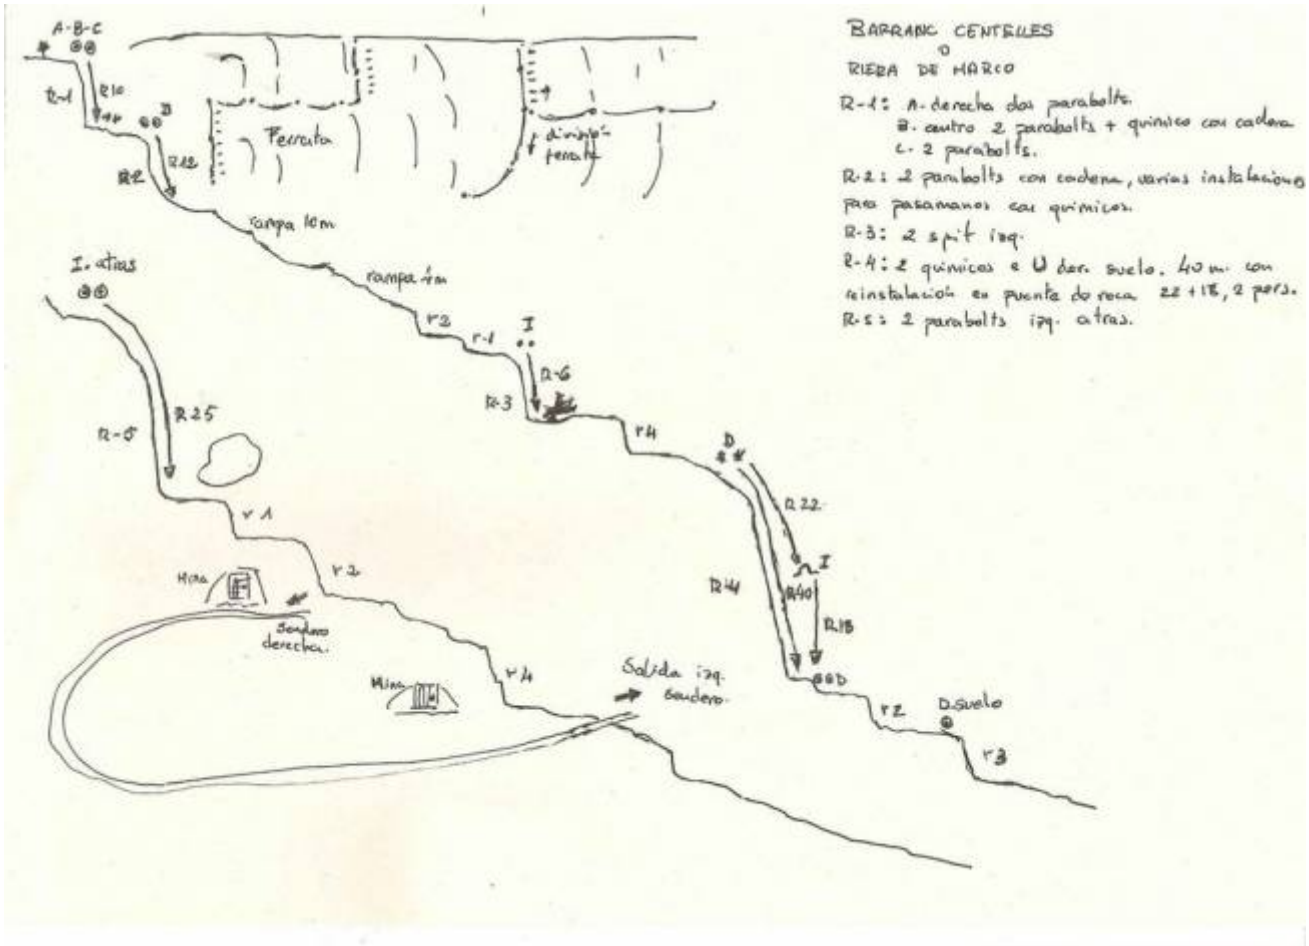 BARRANC CENTELLES
O
RIERA DE MARCO
R-1: A-derecha dos parabolts.
B. centro 2 parabolts + quimico con cadena
C. 2 parabolts.
R-2: 2 parabolts con cadena, varias instalaciones
para pasamanos con quimicos.
R-3: 2 spit izq.
R-4: 2 quimicos e U der. suelo. 40 m. con
reinstalación en puente de roca 22+18, 2 pers.
R-5: 2 parabolts izq. atras.
A-B-C
R-1
R10
D
R-2
R12
Ferrata
división
ferrata
rampa 10m
rampa 4m
r2
r-1
I
R-6
R-3
r4
D
R22
I
R-4
R40
R18
D
r2
D.suelo
r3
I. atras
R-5
R25
r1
r2
Mina
Sendero
derecha.
Mina
r4
Salida izq.
Sendero.